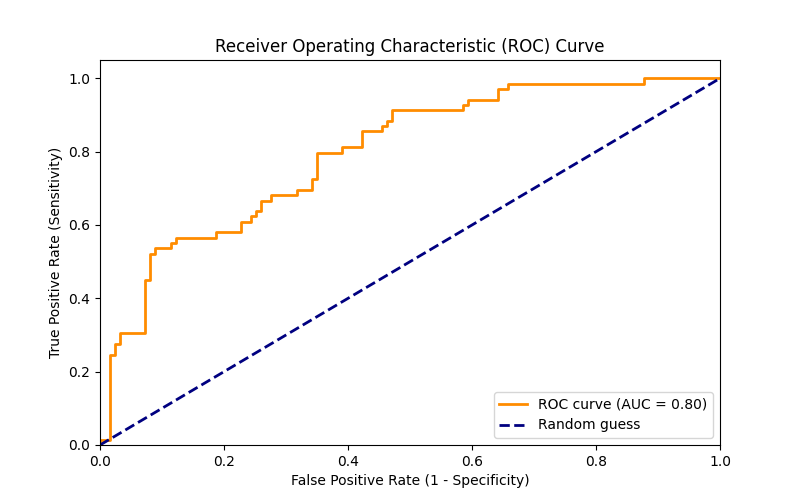 Receiver Operating Characteristic (ROC) Curve
True Positive Rate (Sensitivity)
1.0
0.8
0.6
0.4
0.2
0.0
ROC curve (AUC = 0.80)
Random guess
0.0 0.2 0.4 0.6 0.8 1.0
False Positive Rate (1 - Specificity)